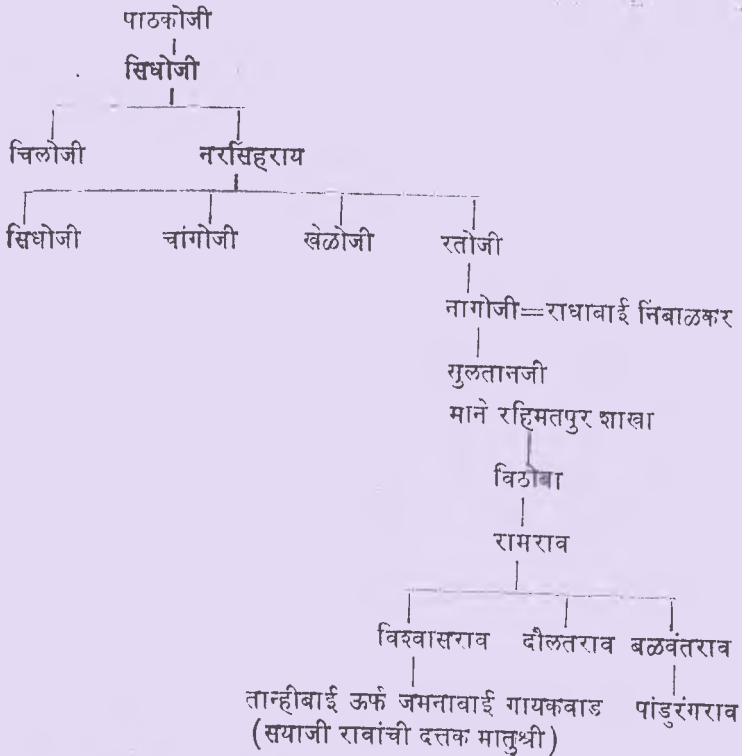 पाठकोजी
सिधोजी
चिलोजी नरसिंहराय
सिधोजी चांगोजी खेळोजी रतोजी
नागोजी=राधाबाई निंबाळकर
सुलतानजी
माने रहिमतपुर शाखा
विठोबा
रामराव
विश्वासराव दौलतराव बळवंतराव
तान्हीबाई ऊर्फ जमनाबाई गायकवाड पांडुरंगराव
(सयाजी रावांची दत्तक मातुश्री)